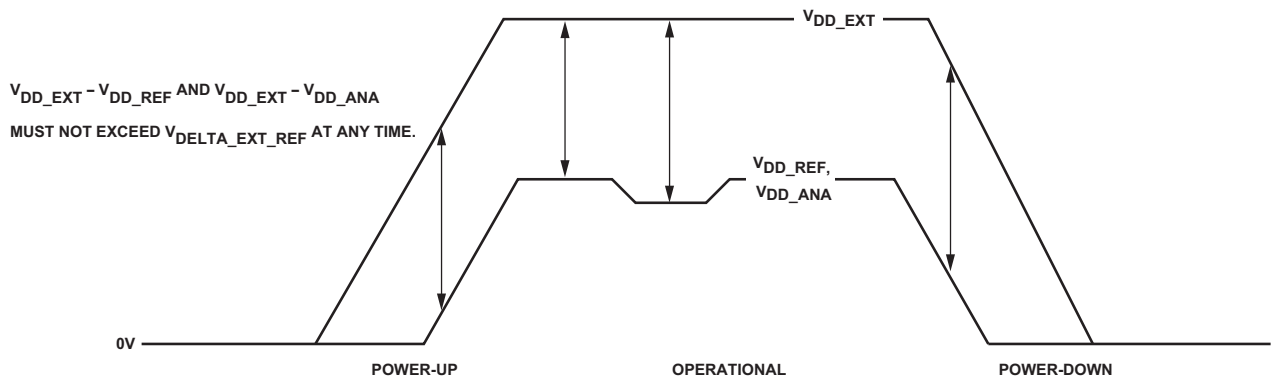 V_DD_EXT
V_DD_EXT – V_DD_REF AND V_DD_EXT – V_DD_ANA
MUST NOT EXCEED V_DELTA_EXT_REF AT ANY TIME.
V_DD_REF,
V_DD_ANA
0V
POWER-UP OPERATIONAL POWER-DOWN